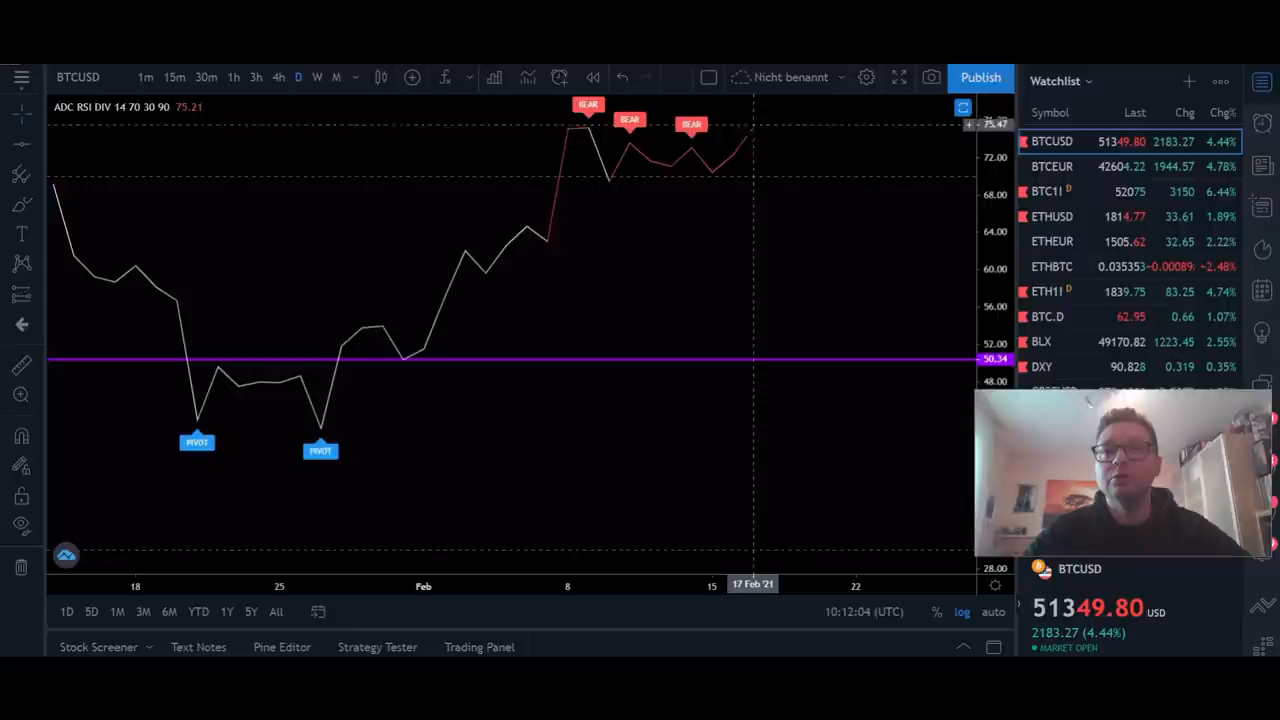 BTCUSD 1m 15m 30m 1h 3h 4h D W M Nicht benannt Publish
ADC RSI DIV 14 70 30 90 75.21
BEAR
BEAR
BEAR
PIVOT
PIVOT
75.47
72.00
68.00
64.00
60.00
56.00
52.00
50.34
48.00
28.00
18 25 Feb 8 15 17 Feb '21 22
1D 5D 1M 3M 6M YTD 1Y 5Y All 10:12:04 (UTC) % log auto
Stock Screener Text Notes Pine Editor Strategy Tester Trading Panel
Watchlist
Symbol Last Chg Chg%
BTCUSD 51349.80 2183.27 4.44%
BTCEUR 42604.22 1944.57 4.78%
BTC1! D 52075 3150 6.44%
ETHUSD 1814.77 33.61 1.89%
ETHEUR 1505.62 32.65 2.22%
ETHBTC 0.035353 -0.00089 -2.48%
ETH1! D 1839.75 83.25 4.74%
BTC.D 62.95 0.66 1.07%
BLX 49170.82 1223.45 2.55%
DXY 90.828 0.319 0.35%
BTCUSD
51349.80 USD
2183.27 (4.44%)
MARKET OPEN